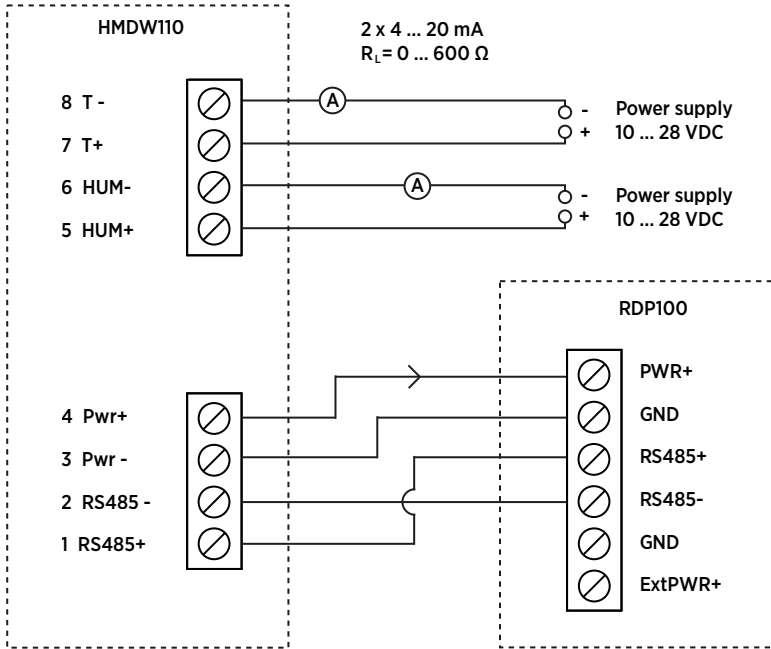 HMDW110
2 x 4 ... 20 mA
RL= 0 ... 600 Ω
8 T -
7 T+
6 HUM-
5 HUM+
A
- Power supply
+ 10 ... 28 VDC
A
- Power supply
+ 10 ... 28 VDC
RDP100
4 Pwr+
3 Pwr -
2 RS485 -
1 RS485+
PWR+
GND
RS485+
RS485-
GND
ExtPWR+